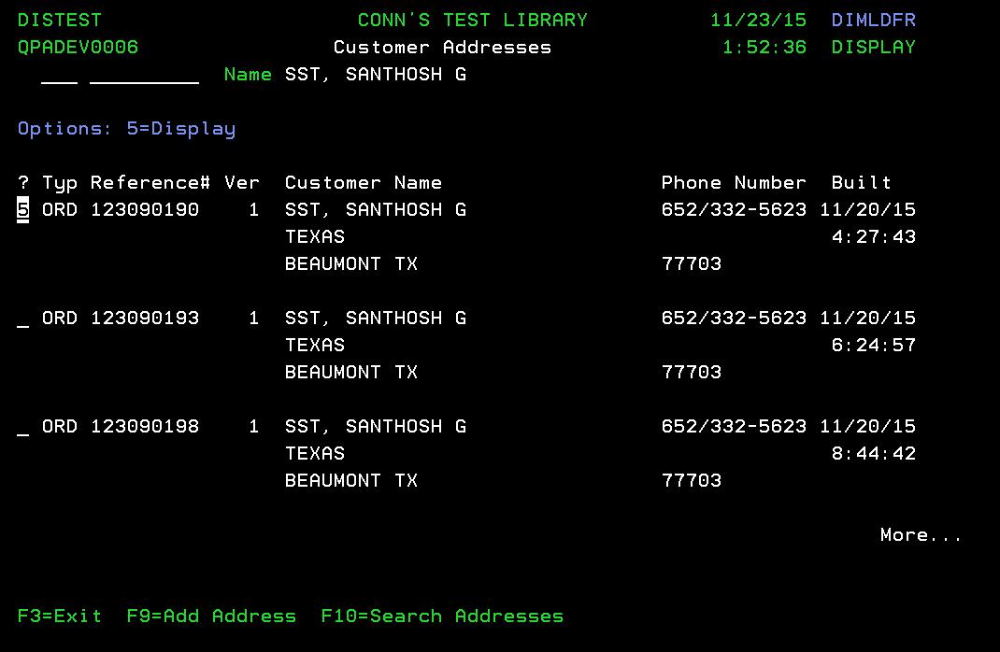 DISTEST CONN'S TEST LIBRARY 11/23/15 DIMLDFR
QPADEV0006 Customer Addresses 1:52:36 DISPLAY
___ _________ Name SST, SANTHOSH G
Options: 5=Display
? Typ Reference# Ver Customer Name Phone Number Built
5 ORD 123090190 1 SST, SANTHOSH G 652/332-5623 11/20/15
TEXAS 4:27:43
BEAUMONT TX 77703
_ ORD 123090193 1 SST, SANTHOSH G 652/332-5623 11/20/15
TEXAS 6:24:57
BEAUMONT TX 77703
_ ORD 123090198 1 SST, SANTHOSH G 652/332-5623 11/20/15
TEXAS 8:44:42
BEAUMONT TX 77703
More...
F3=Exit F9=Add Address F10=Search Addresses